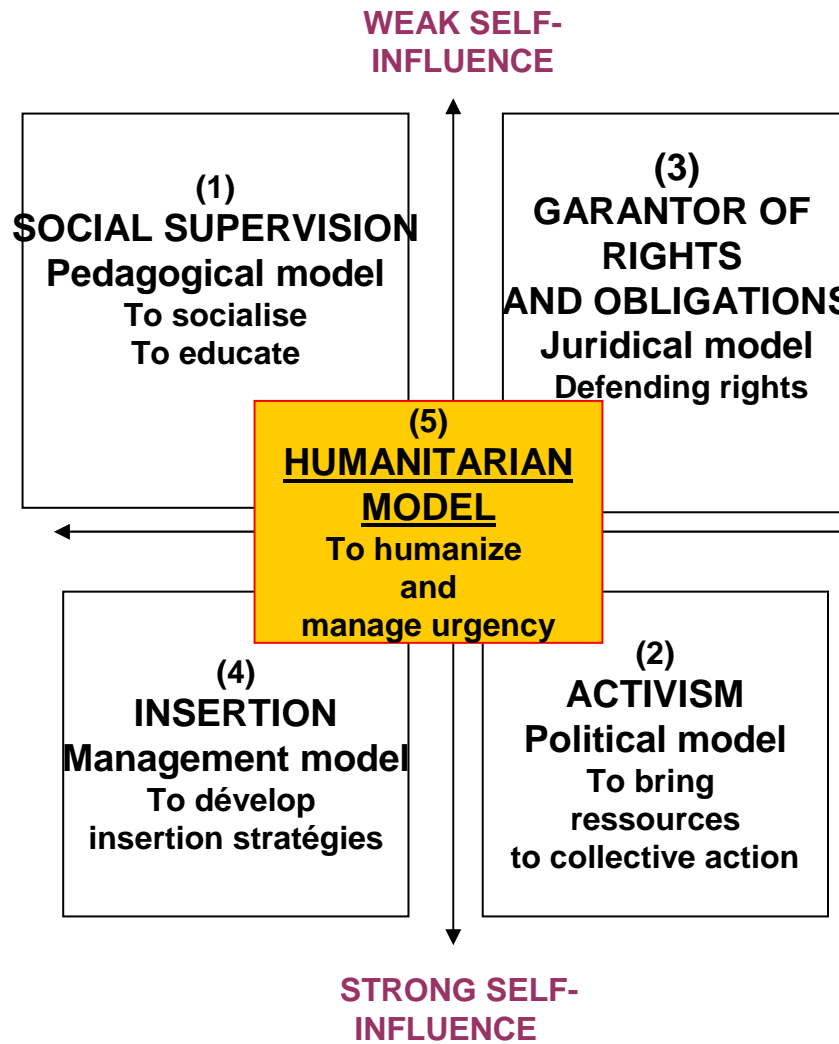 WEAK SELF-
INFLUENCE
(1)
SOCIAL SUPERVISION
Pedagogical model
To socialise
To educate
(3)
GARANTOR OF
RIGHTS
AND OBLIGATIONS
Juridical model
Defending rights
(5)
HUMANITARIAN
MODEL
To humanize
and
manage urgency
(4)
INSERTION
Management model
To dévelop
insertion stratégies
(2)
ACTIVISM
Political model
To bring
ressources
to collective action
STRONG SELF-
INFLUENCE